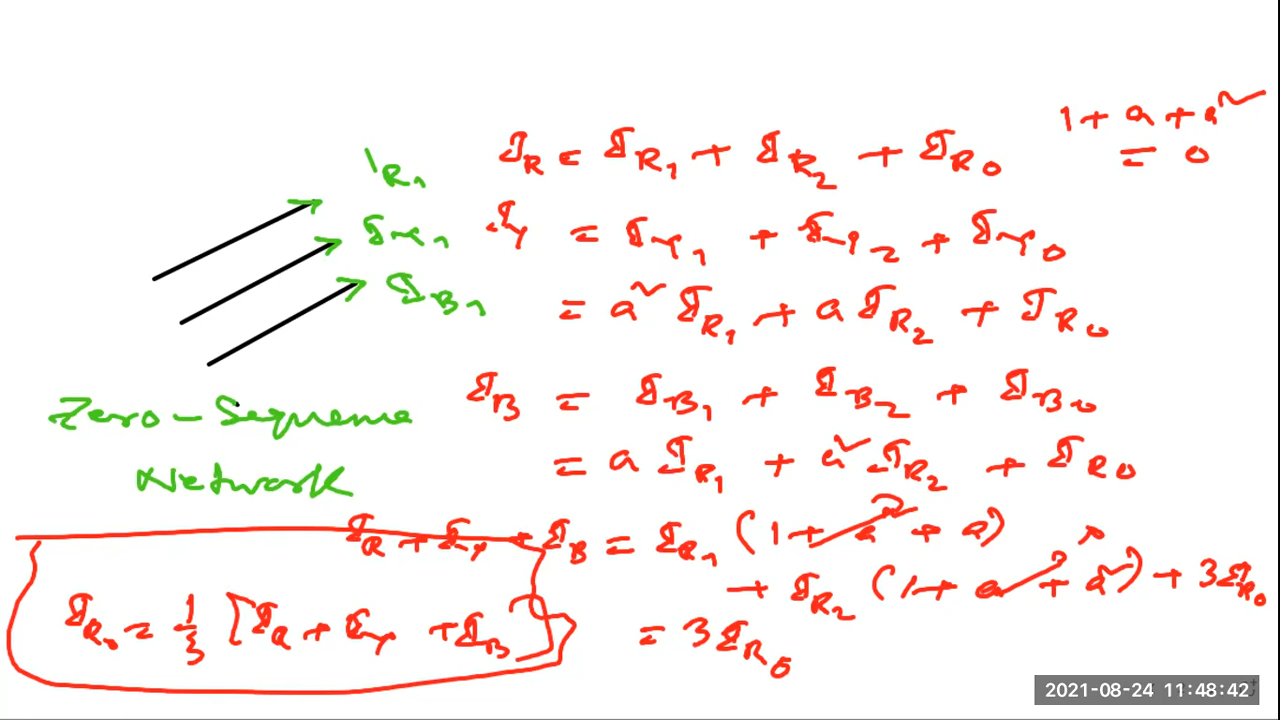 1 + a + a²
= 0
I_R = I_R1 + I_R2 + I_R0
I_R1
I_Y1
I_B1
I_Y = I_Y1 + I_Y2 + I_Y0
= a² I_R1 + a I_R2 + I_R0
I_B = I_B1 + I_B2 + I_B0
= a I_R1 + a² I_R2 + I_R0
Zero - Sequence
Network
I_R + I_Y + I_B = I_R1 (1 + a² + a)
+ I_R2 (1 + a + a²) + 3I_R0
= 3 I_R0
I_R0 = 1/3 [I_R + I_Y + I_B]
2021-08-24 11:48:42